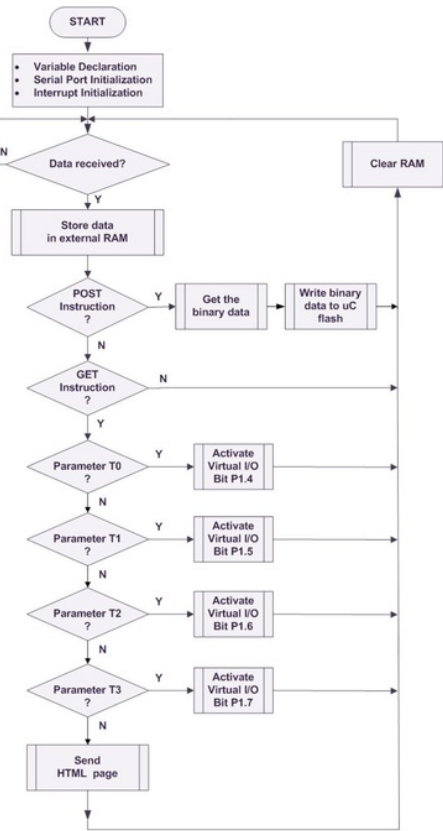 START
• Variable Declaration
• Serial Port Initialization
• Interrupt Initialization
N
Data received?
Clear RAM
Y
Store data
in external RAM
POST
Instruction
?
Y
Get the
binary data
Write binary
data to uC
flash
N
GET
Instruction
?
N
Y
Parameter T0
?
Y
Activate
Virtual I/O
Bit P1.4
N
Parameter T1
?
Y
Activate
Virtual I/O
Bit P1.5
N
Parameter T2
?
Y
Activate
Virtual I/O
Bit P1.6
N
Parameter T3
?
Y
Activate
Virtual I/O
Bit P1.7
N
Send
HTML page